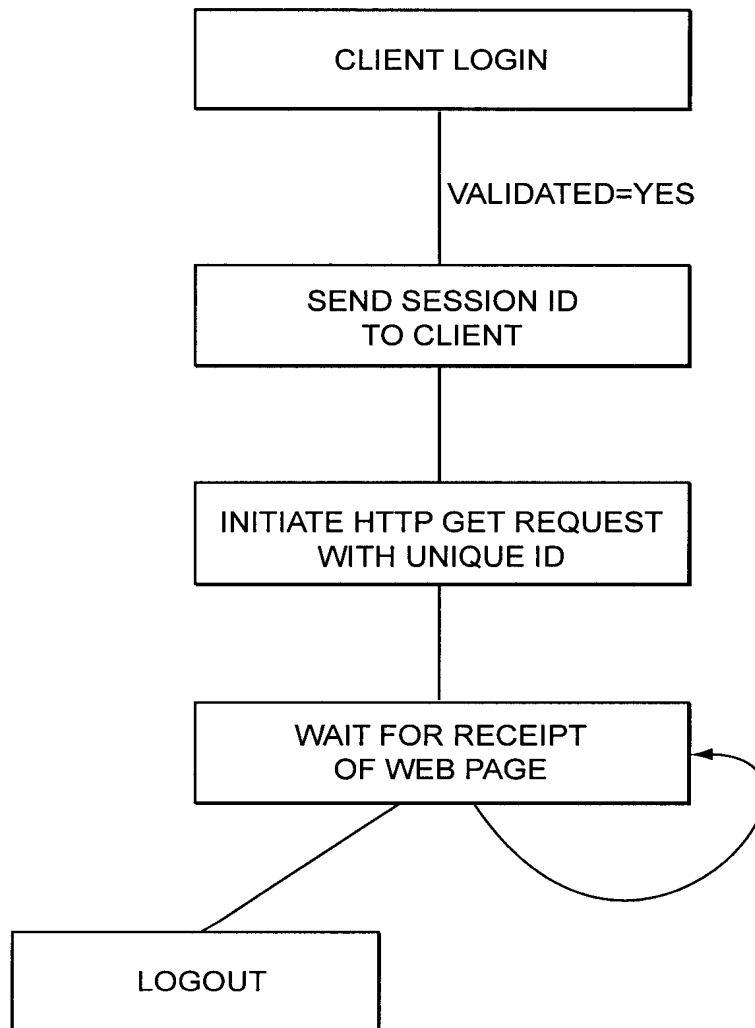 CLIENT LOGIN
VALIDATED=YES
SEND SESSION ID
TO CLIENT
INITIATE HTTP GET REQUEST
WITH UNIQUE ID
WAIT FOR RECEIPT
OF WEB PAGE
LOGOUT